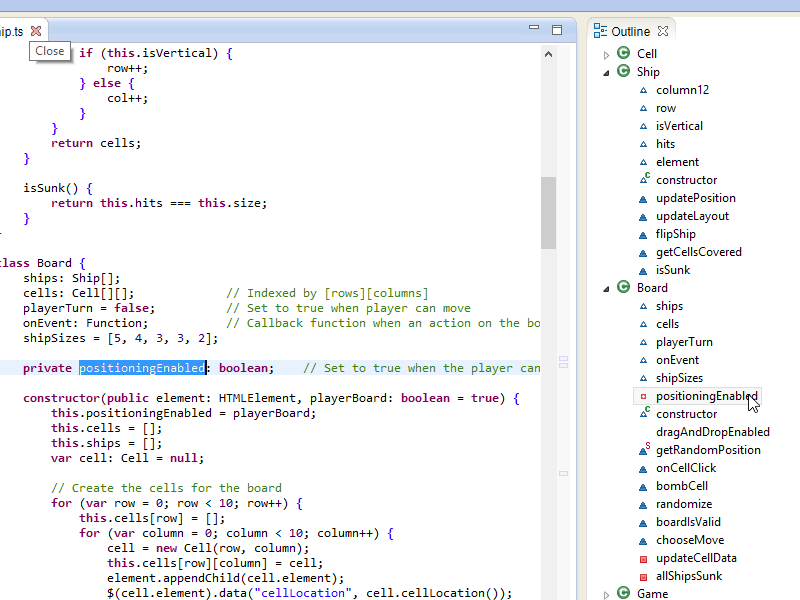 ip.ts
Close
if (this.isVertical) {
row++;
} else {
col++;
}
}
return cells;
}
isSunk() {
return this.hits === this.size;
}
class Board {
ships: Ship[];
cells: Cell[][]; // Indexed by [rows][columns]
playerTurn = false; // Set to true when player can move
onEvent: Function; // Callback function when an action on the bo
shipSizes = [5, 4, 3, 3, 2];
private positioningEnabled: boolean; // Set to true when the player can
constructor(public element: HTMLElement, playerBoard: boolean = true) {
this.positioningEnabled = playerBoard;
this.cells = [];
this.ships = [];
var cell: Cell = null;
// Create the cells for the board
for (var row = 0; row < 10; row++) {
this.cells[row] = [];
for (var column = 0; column < 10; column++) {
cell = new Cell(row, column);
this.cells[row][column] = cell;
element.appendChild(cell.element);
$(cell.element).data("cellLocation", cell.cellLocation());
Outline
Cell
Ship
column12
row
isVertical
hits
element
constructor
updatePosition
updateLayout
flipShip
getCellsCovered
isSunk
Board
ships
cells
playerTurn
onEvent
shipSizes
positioningEnabled
constructor
dragAndDropEnabled
getRandomPosition
onCellClick
bombCell
randomize
boardIsValid
chooseMove
updateCellData
allShipsSunk
Game